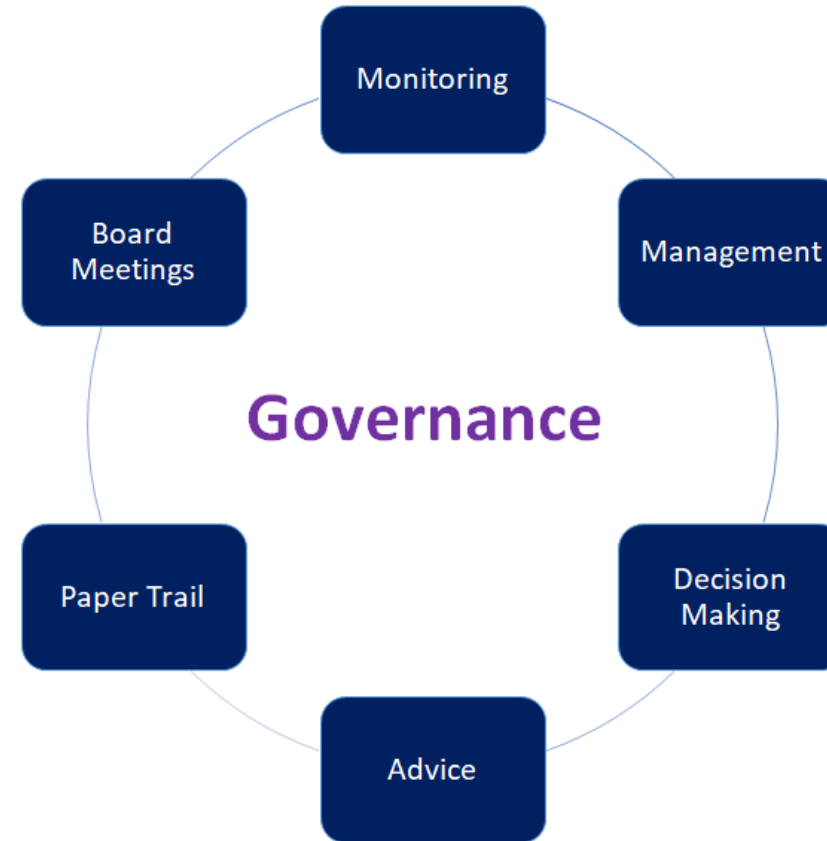 Monitoring
Management
Decision
Making
Advice
Paper Trail
Board
Meetings
Governance